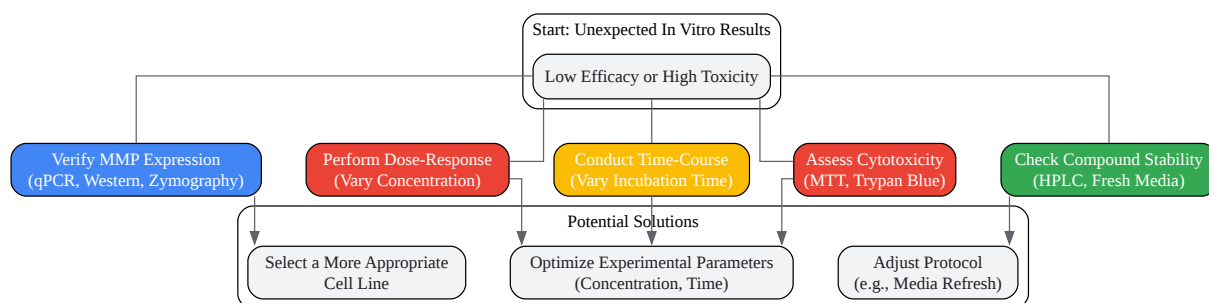 Start: Unexpected In Vitro Results
Low Efficacy or High Toxicity
Verify MMP Expression
(qPCR, Western, Zymography)
Perform Dose-Response
(Vary Concentration)
Conduct Time-Course
(Vary Incubation Time)
Assess Cytotoxicity
(MTT, Trypan Blue)
Check Compound Stability
(HPLC, Fresh Media)
Potential Solutions
Select a More Appropriate
Cell Line
Optimize Experimental Parameters
(Concentration, Time)
Adjust Protocol
(e.g., Media Refresh)